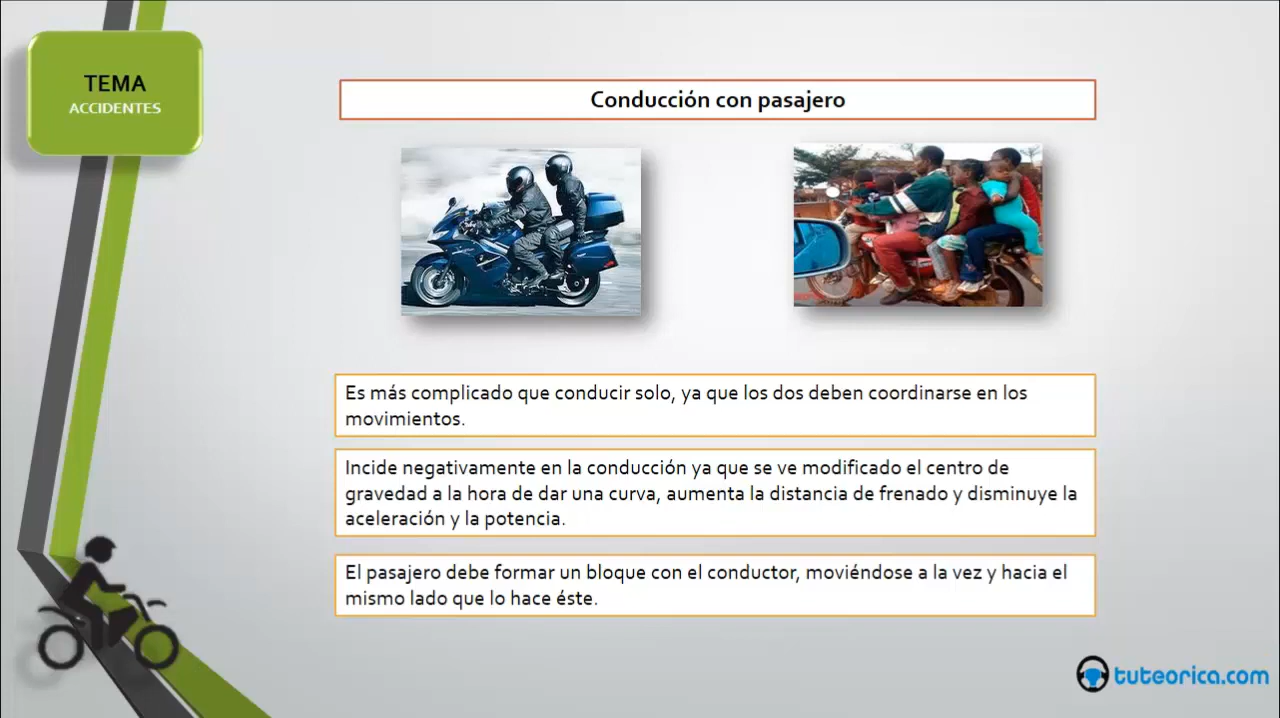 TEMA
ACCIDENTES
Conducción con pasajero
Es más complicado que conducir solo, ya que los dos deben coordinarse en los
movimientos.
Incide negativamente en la conducción ya que se ve modificado el centro de
gravedad a la hora de dar una curva, aumenta la distancia de frenado y disminuye la
aceleración y la potencia.
El pasajero debe formar un bloque con el conductor, moviéndose a la vez y hacia el
mismo lado que lo hace éste.
tuteorica.com